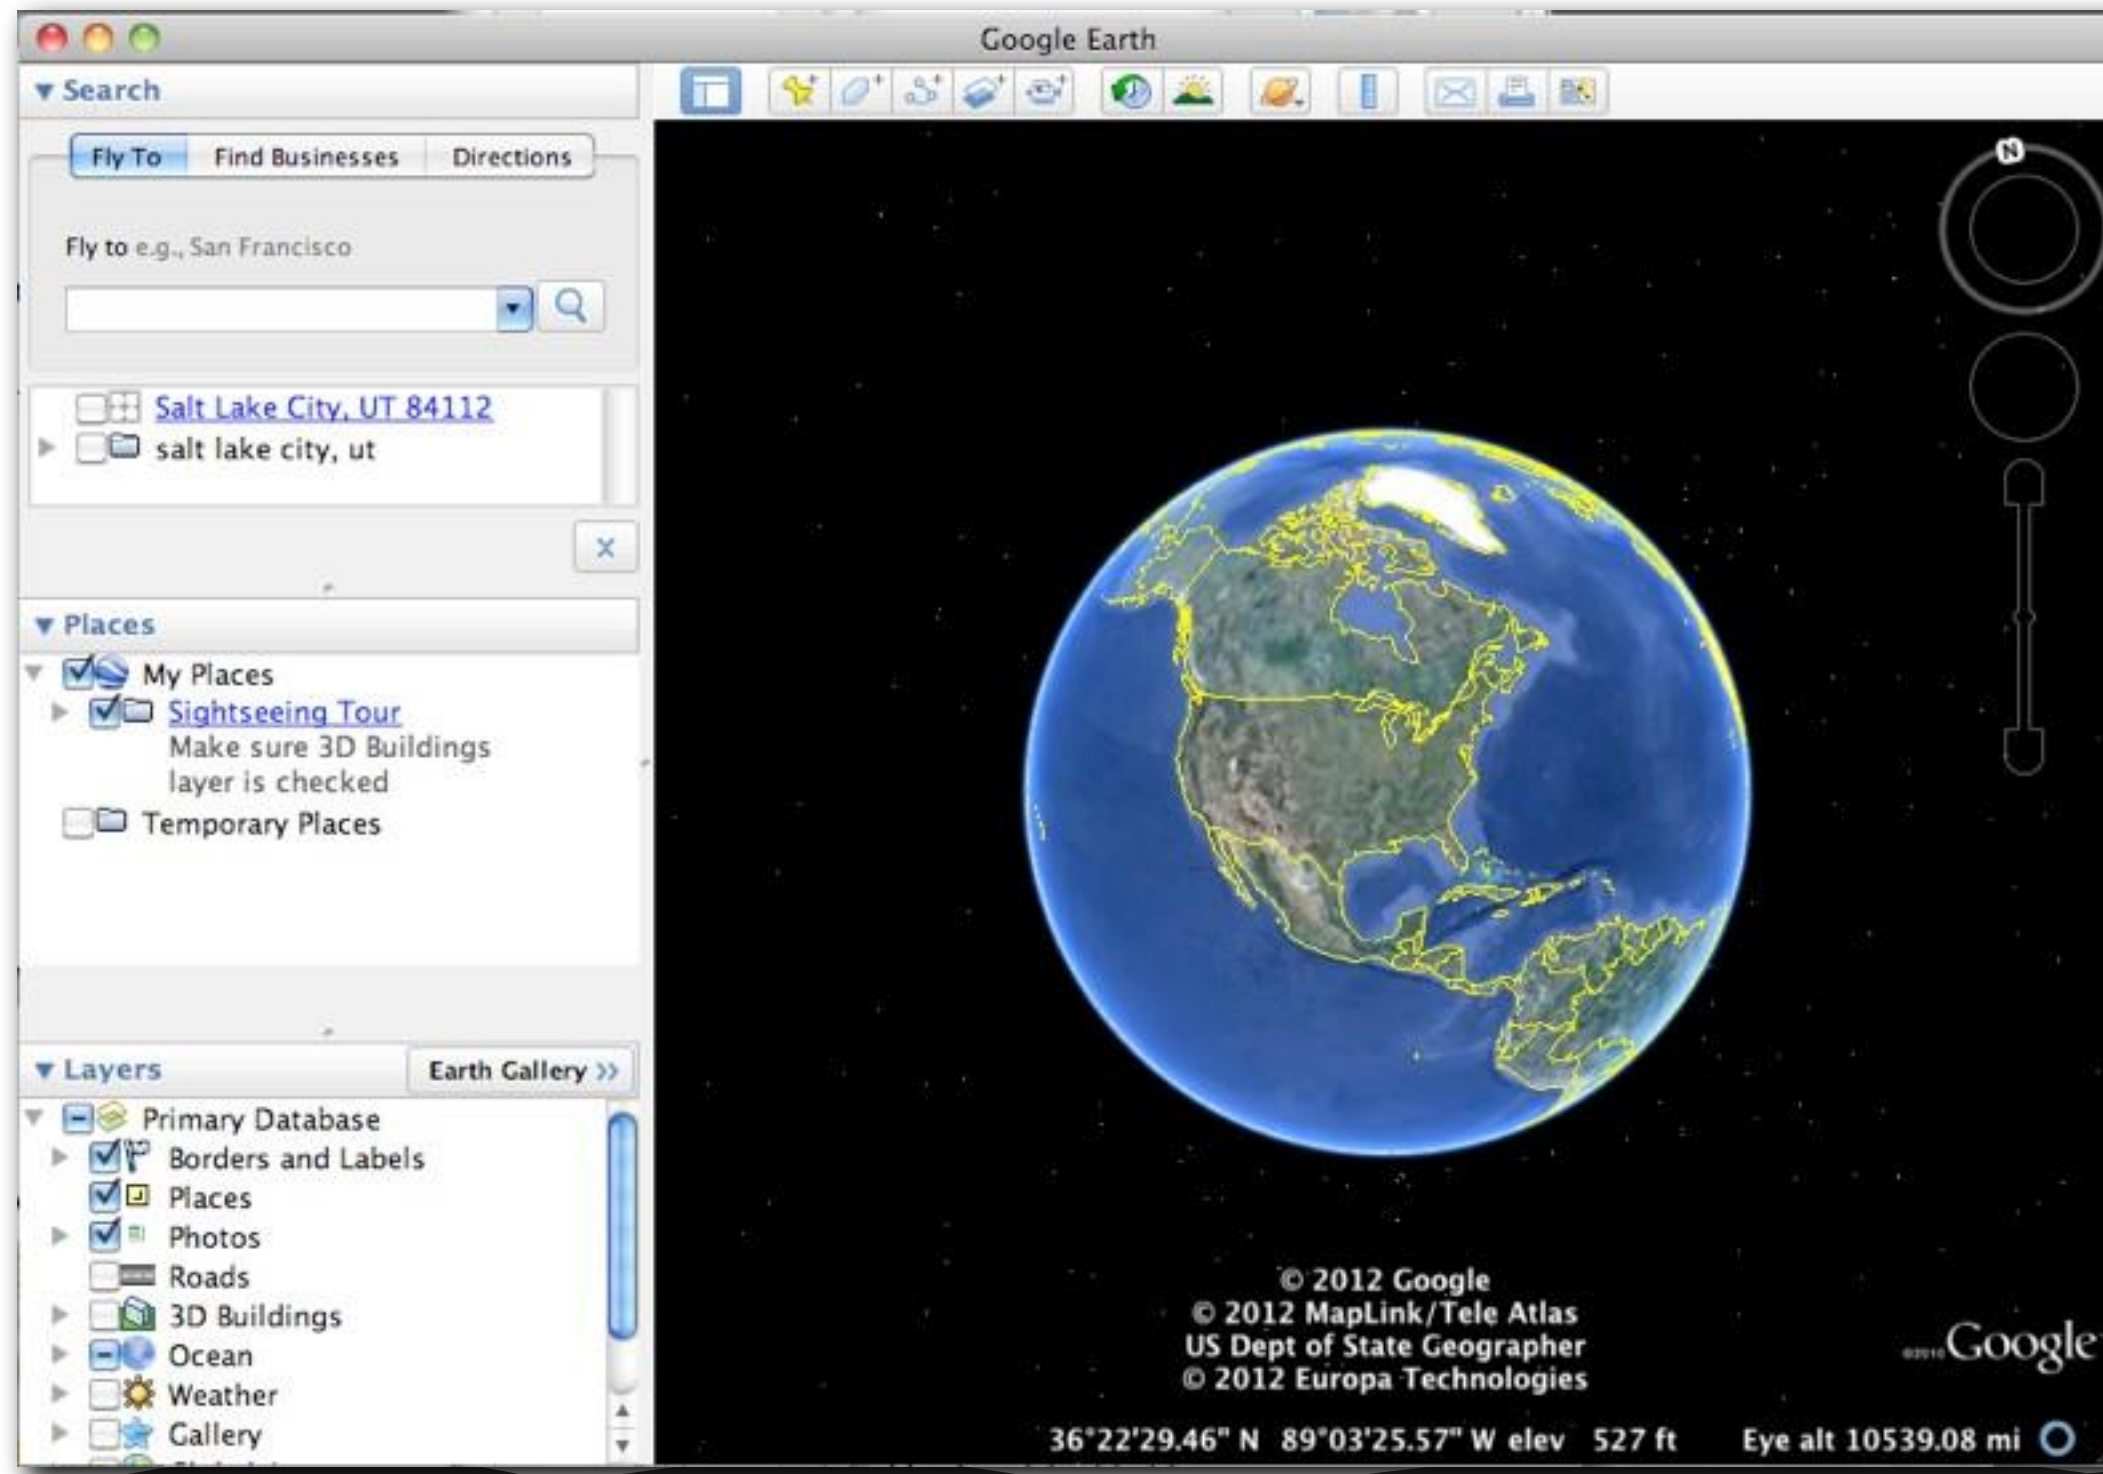 Google Earth
Search
Fly To
Find Businesses
Directions
Fly to e.g., San Francisco
Salt Lake City, UT 84112
salt lake city, ut
Places
My Places
Sightseeing Tour
Make sure 3D Buildings
layer is checked
Temporary Places
Layers
Earth Gallery >>
Primary Database
Borders and Labels
Places
Photos
Roads
3D Buildings
Ocean
Weather
Gallery
N
© 2012 Google
© 2012 MapLink/Tele Atlas
US Dept of State Geographer
© 2012 Europa Technologies
©2010 Google
36°22'29.46" N 89°03'25.57" W elev 527 ft Eye alt 10539.08 mi